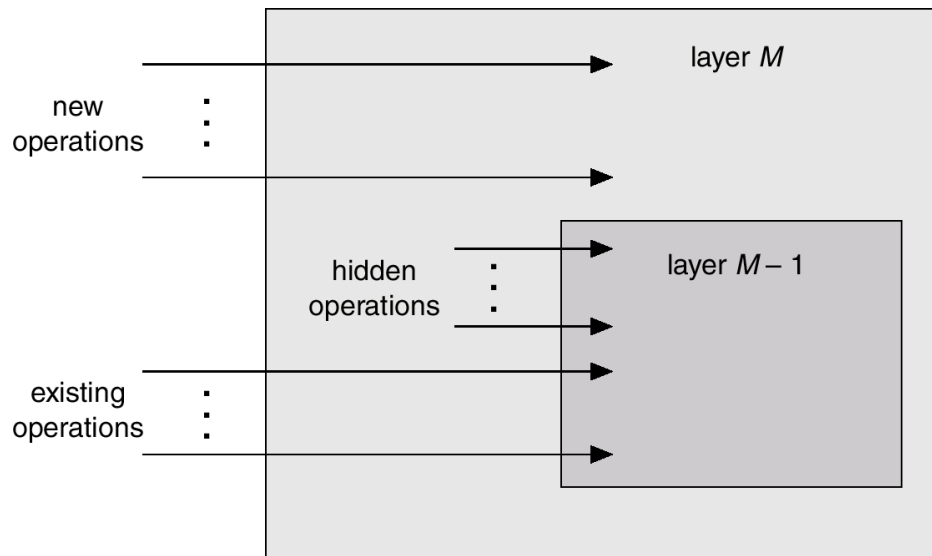 layer M
new
operations
hidden
operations
layer M – 1
existing
operations